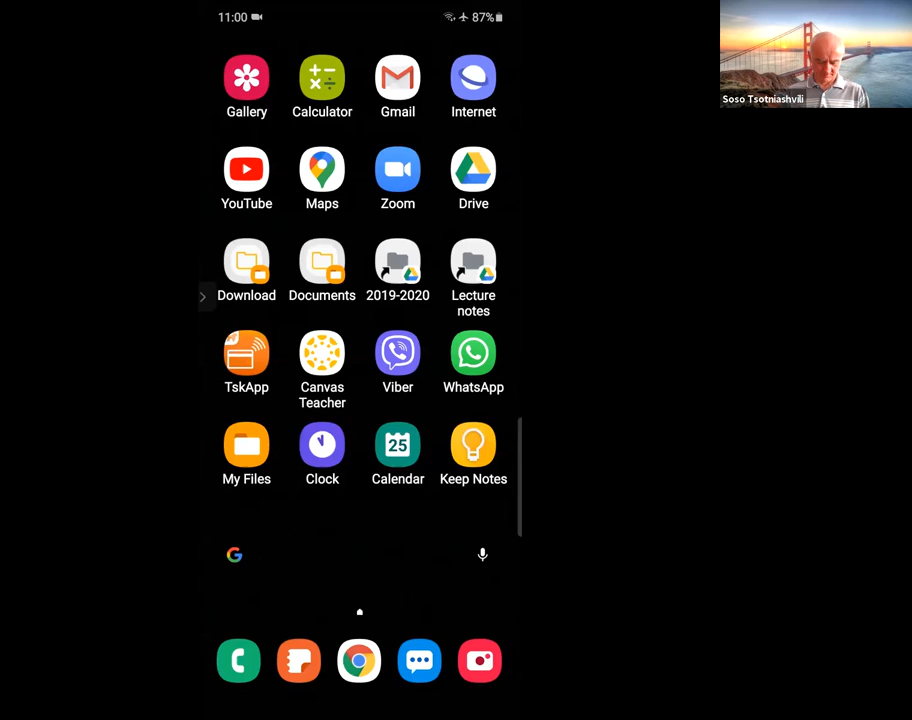 11:00
87%
Gallery
Calculator
Gmail
Internet
YouTube
Maps
Zoom
Drive
Download
Documents
2019-2020
Lecture
notes
TskApp
Canvas
Teacher
Viber
WhatsApp
25
My Files
Clock
Calendar
Keep Notes
G
Soso Tsotniashvili